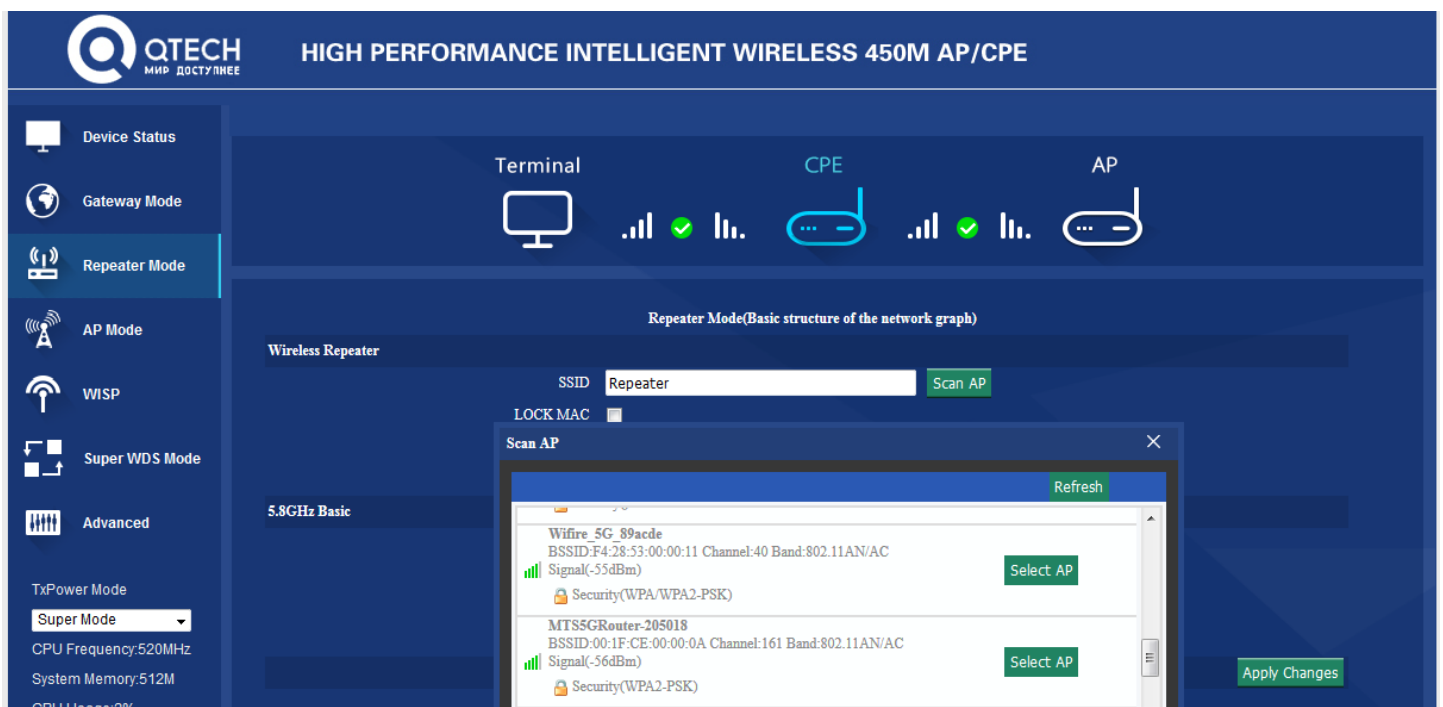 QTECH
МИР ДОСТУПНЕЕ
HIGH PERFORMANCE INTELLIGENT WIRELESS 450M AP/CPE
Device Status
Gateway Mode
Repeater Mode
AP Mode
WISP
Super WDS Mode
Advanced
TxPower Mode
Super Mode
CPU Frequency:520MHz
System Memory:512M
Terminal
CPE
AP
Repeater Mode(Basic structure of the network graph)
Wireless Repeater
SSID Repeater Scan AP
LOCK MAC
5.8GHz Basic
Scan AP
Refresh
Wifire_5G_89acde
BSSID:F4:28:53:00:00:11 Channel:40 Band:802.11AN/AC
Signal(-55dBm)
Select AP
Security(WPA/WPA2-PSK)
MTS5GRouter-205018
BSSID:00:1F:CE:00:00:0A Channel:161 Band:802.11AN/AC
Signal(-56dBm)
Select AP
Security(WPA2-PSK)
Apply Changes